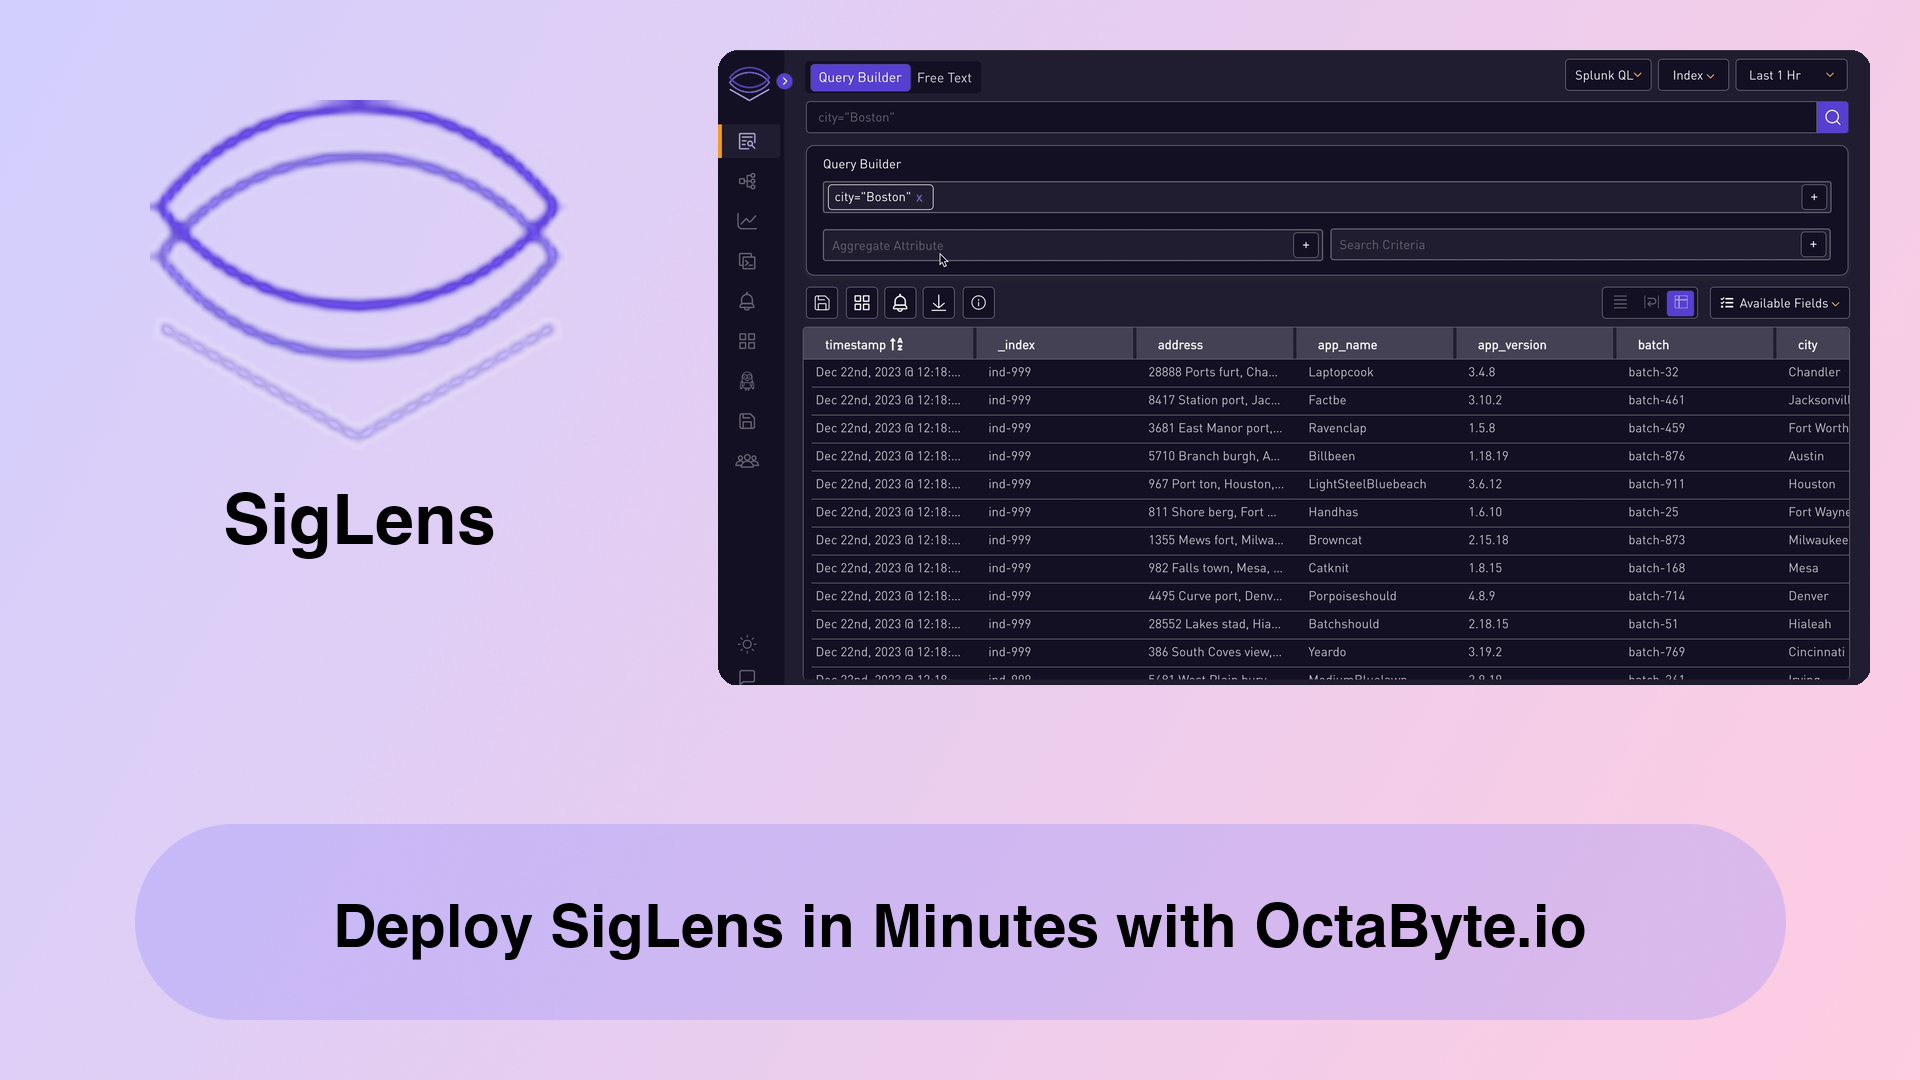 SigLens
Query Builder Free Text
Splunk QL Index Last 1 Hr
city="Boston"
Query Builder
city="Boston" x +
Aggregate Attribute + Search Criteria +
Available Fields
timestamp _index address app_name app_version batch city
Dec 22nd, 2023 @ 12:18:... ind-999 28888 Ports furt, Cha... Laptopcook 3.4.8 batch-32 Chandler
Dec 22nd, 2023 @ 12:18:... ind-999 8417 Station port, Jac... Factbe 3.10.2 batch-461 Jacksonvill
Dec 22nd, 2023 @ 12:18:... ind-999 3681 East Manor port,... Ravenclap 1.5.8 batch-459 Fort Worth
Dec 22nd, 2023 @ 12:18:... ind-999 5710 Branch burgh, A... Billbeen 1.18.19 batch-876 Austin
Dec 22nd, 2023 @ 12:18:... ind-999 967 Port ton, Houston,... LightSteelBluebeach 3.6.12 batch-911 Houston
Dec 22nd, 2023 @ 12:18:... ind-999 811 Shore berg, Fort ... Handhas 1.6.10 batch-25 Fort Wayne
Dec 22nd, 2023 @ 12:18:... ind-999 1355 Mews fort, Milwa... Browncat 2.15.18 batch-873 Milwaukee
Dec 22nd, 2023 @ 12:18:... ind-999 982 Falls town, Mesa, ... Catknit 1.8.15 batch-168 Mesa
Dec 22nd, 2023 @ 12:18:... ind-999 4495 Curve port, Denv... Porpoiseshould 4.8.9 batch-714 Denver
Dec 22nd, 2023 @ 12:18:... ind-999 28552 Lakes stad, Hia... Batchshould 2.18.15 batch-51 Hialeah
Dec 22nd, 2023 @ 12:18:... ind-999 386 South Coves view,... Yeardo 3.19.2 batch-769 Cincinnati
Deploy SigLens in Minutes with OctaByte.io